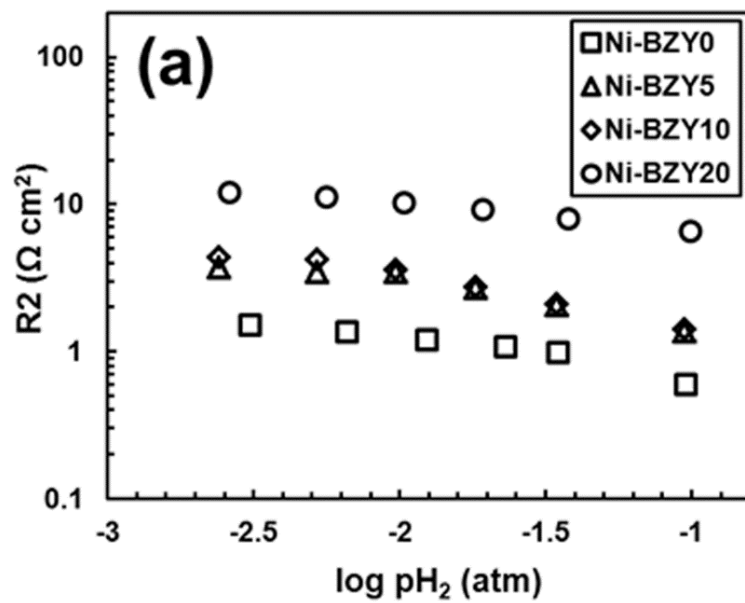 (a)
Ni-BZY0
Ni-BZY5
Ni-BZY10
Ni-BZY20
R2 (Ω cm²)
100
10
1
0.1
-3
-2.5
-2
-1.5
-1
log pH₂ (atm)